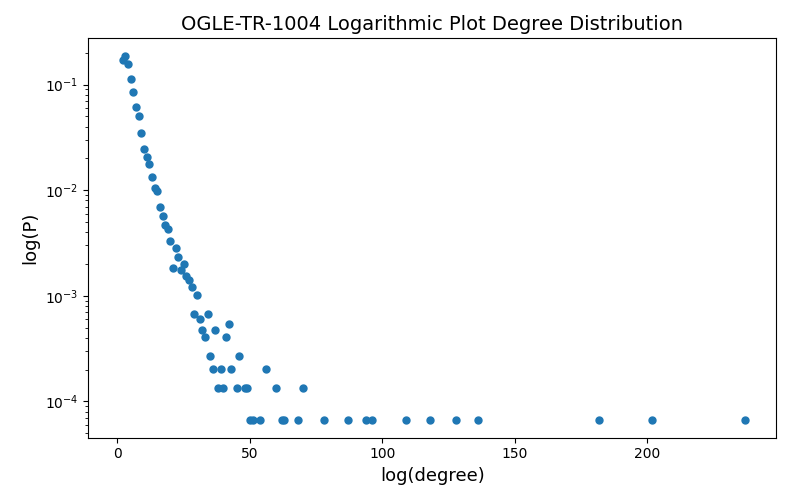 OGLE-TR-1004 Logarithmic Plot Degree Distribution
log(P)
10⁻¹
10⁻²
10⁻³
10⁻⁴
0 50 100 150 200
log(degree)